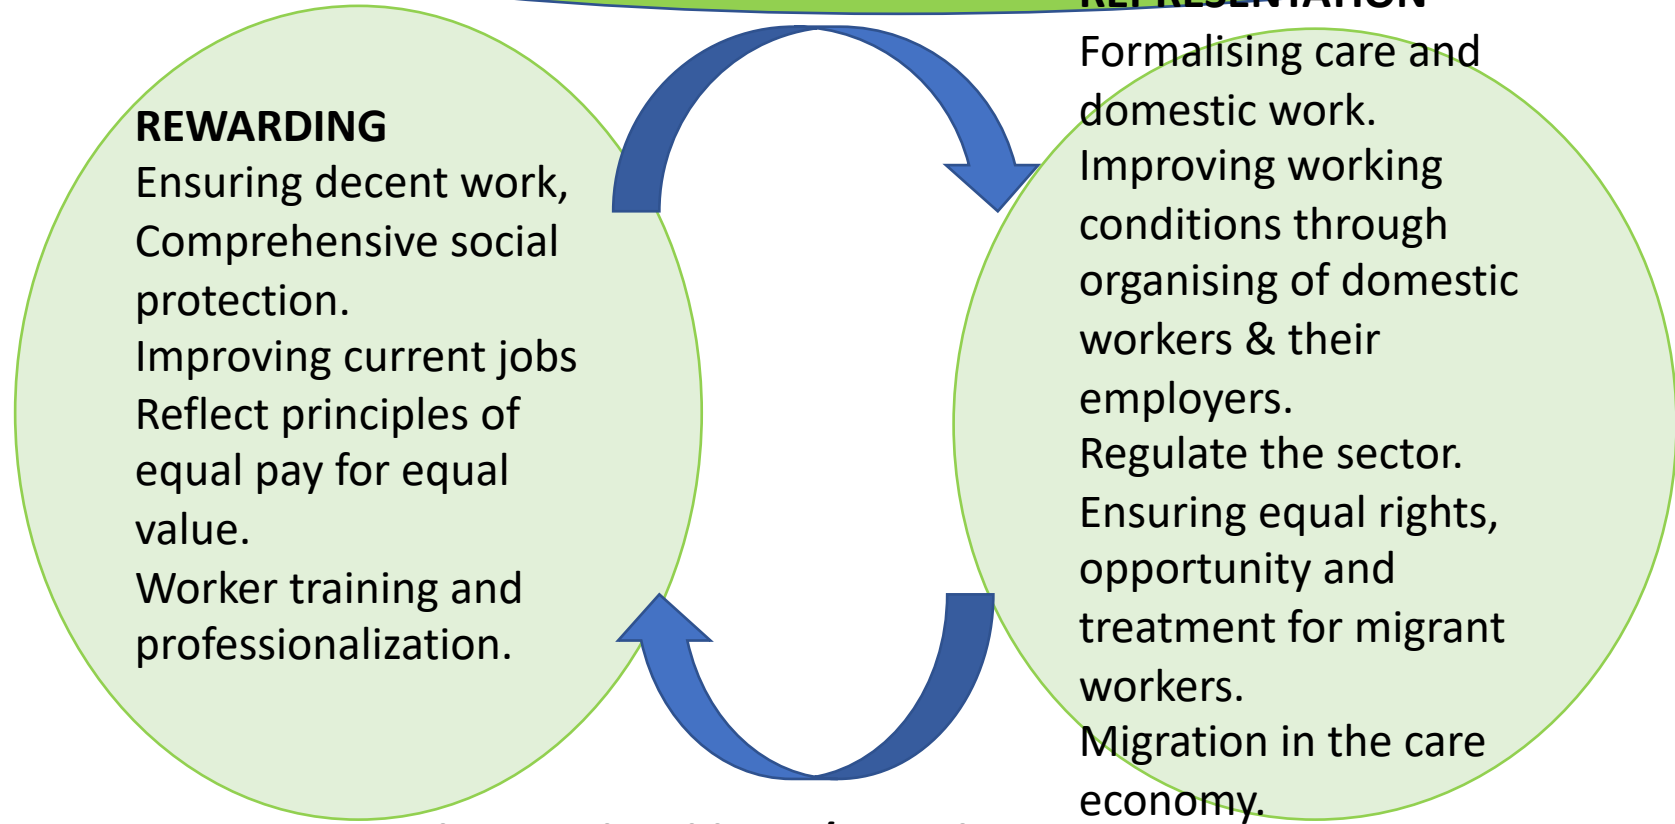 REWARDING
Ensuring decent work,
Comprehensive social
protection.
Improving current jobs
Reflect principles of
equal pay for equal
value.
Worker training and
professionalization.
REPRESENTATION
Formalising care and
domestic work.
Improving working
conditions through
organising of domestic
workers & their
employers.
Regulate the sector.
Ensuring equal rights,
opportunity and
treatment for migrant
workers.
Migration in the care
economy.